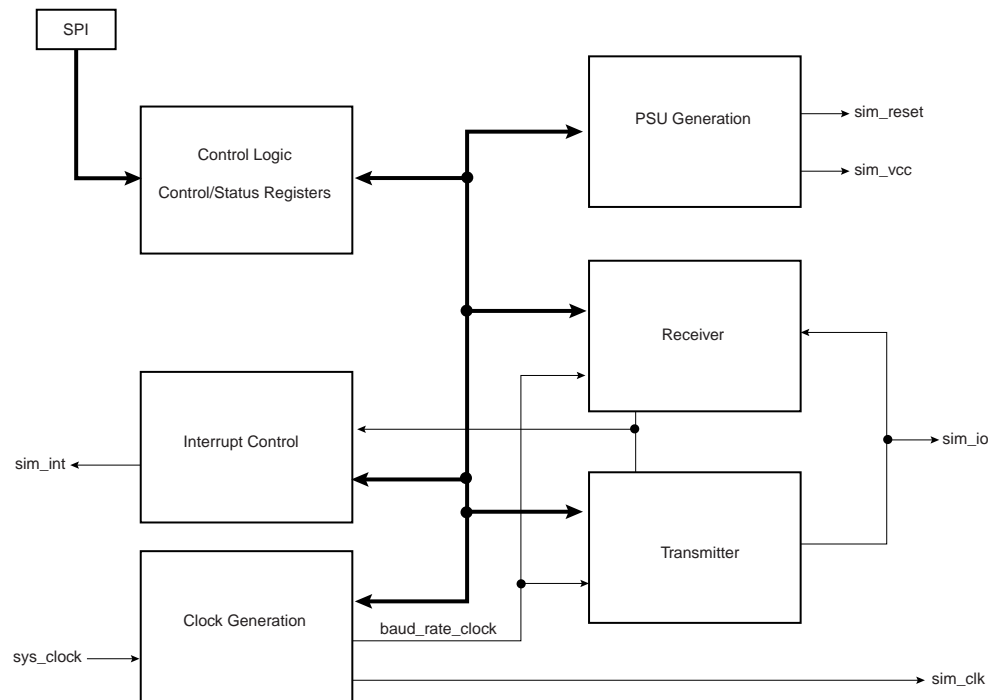 SPI
PSU Generation
sim_reset
sim_vcc
Control Logic
Control/Status Registers
Receiver
Interrupt Control
sim_int
sim_io
Transmitter
Clock Generation
baud_rate_clock
sys_clock
sim_clk